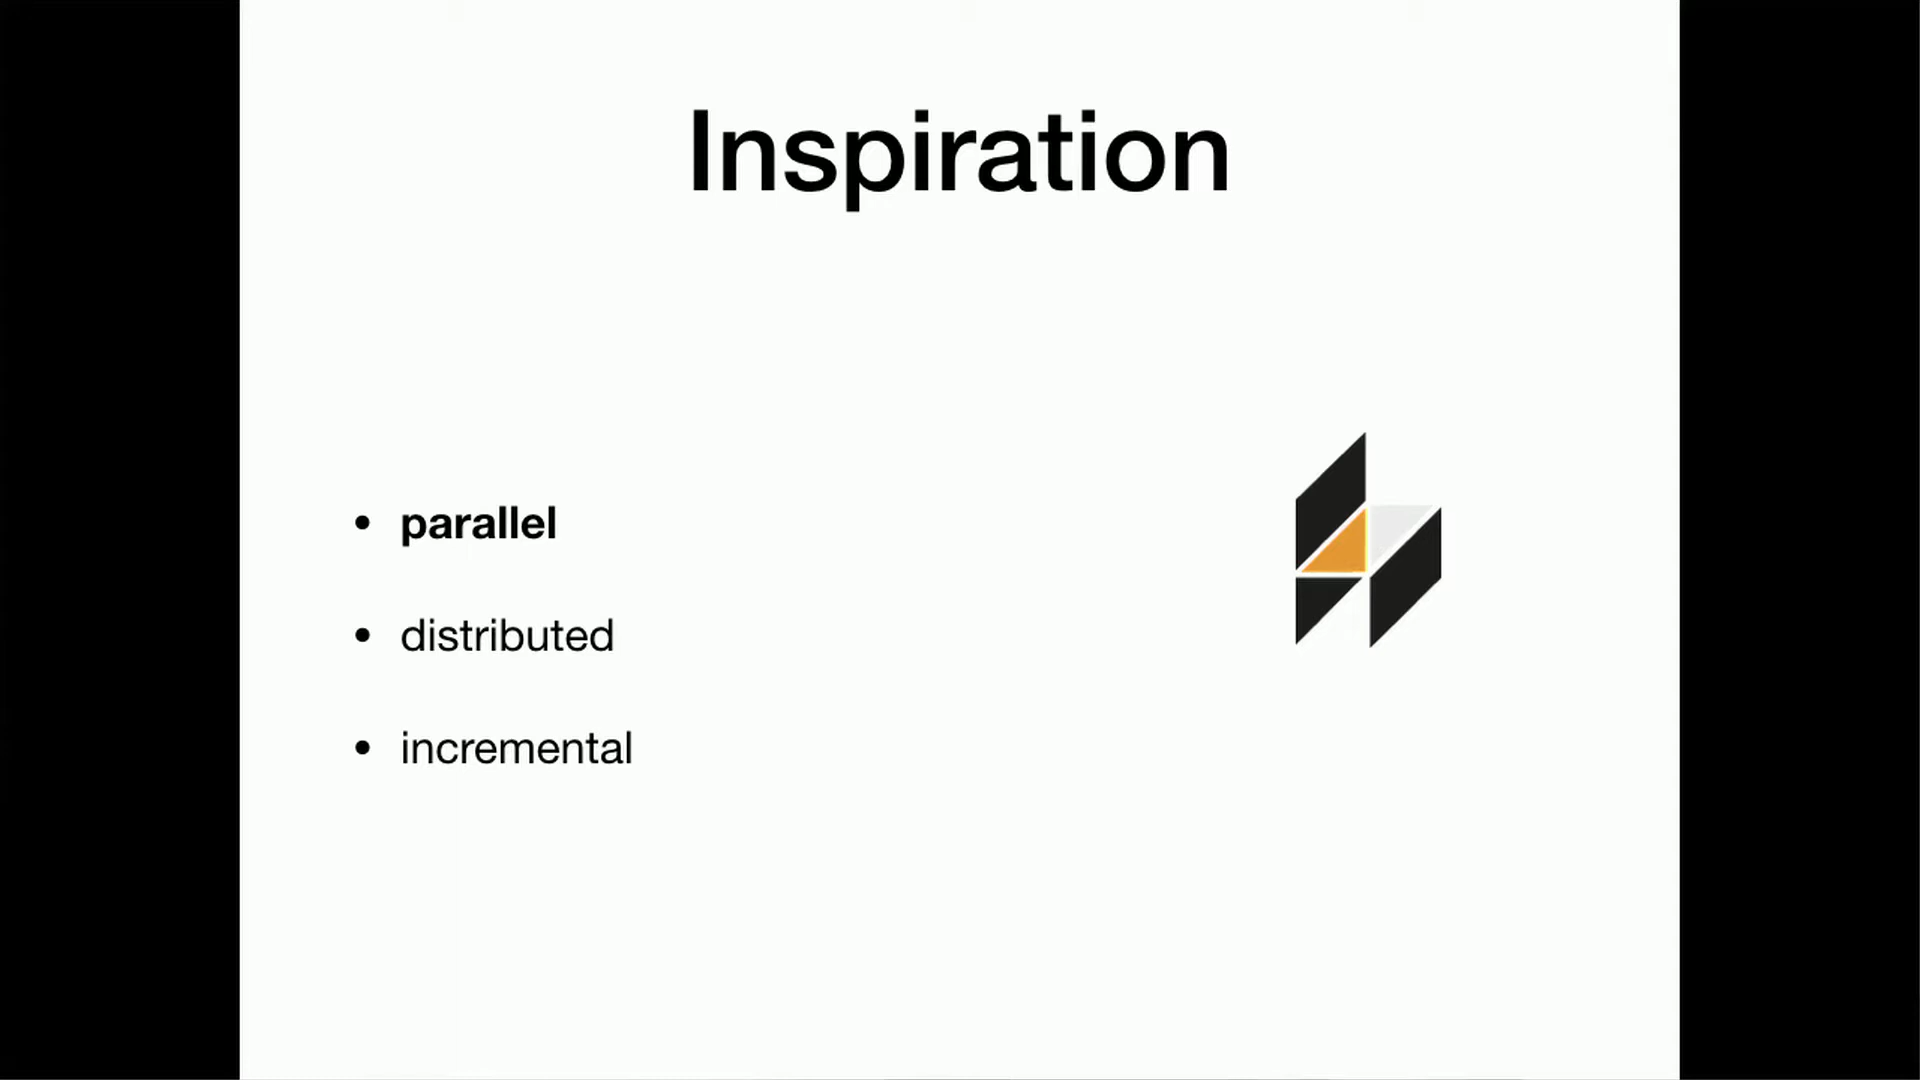 Inspiration
• parallel
• distributed
• incremental